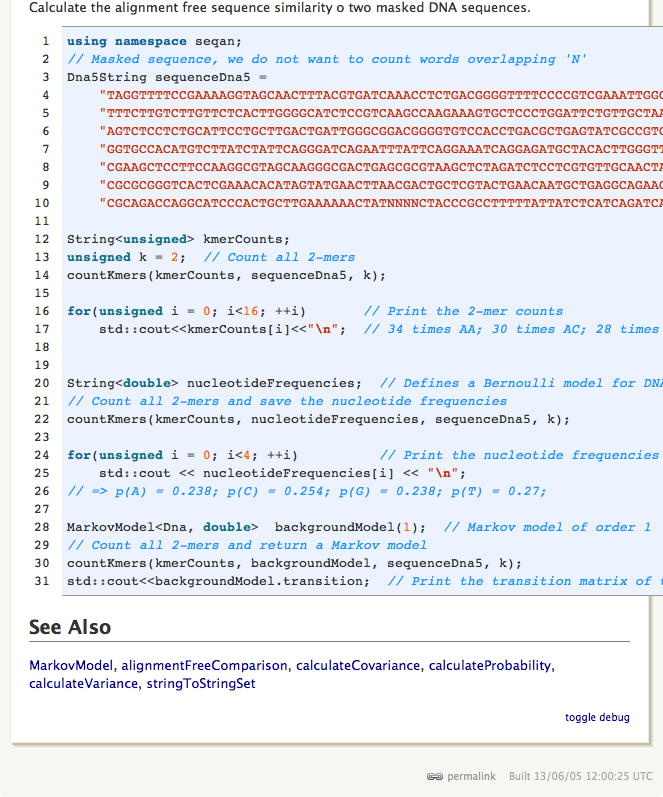 Calculate the alignment free sequence similarity o two masked DNA sequences.
1 using namespace seqan;
2 // Masked sequence, we do not want to count words overlapping 'N'
3 Dna5String sequenceDna5 =
4 "TAGGTTTTCCGAAAAGGTAGCAACTTTACGTGATCAAACCTCTGACGGGGTTTTCCCCGTCGAAATTGGG
5 "TTTCTTGTCTTGTTCTCACTTGGGGCATCTCCGTCAAGCCAAGAAAGTGCTCCCTGGATTCTGTTGCTAA
6 "AGTCTCCTCTGCATTCCTGCTTGACTGATTGGGCGGACGGGGTGTCCACCTGACGCTGAGTATCGCCGTC
7 "GGTGCCACATGTCTTATCTATTCAGGGATCAGAATTTATTCAGGAAATCAGGAGATGCTACACTTGGGTT
8 "CGAAGCTCCTTCCAAGGCGTAGCAAGGGCGACTGAGCGCGTAAGCTCTAGATCTCCTCGTGTTGCAACTA
9 "CGCGCGGGTCACTCGAAACACATAGTATGAACTTAACGACTGCTCGTACTGAACAATGCTGAGGCAGAAC
10 "CGCAGACCAGGCATCCCACTGCTTGAAAAAACTATNNNNCTACCCGCCTTTTTATTATCTCATCAGATCA
11
12 String<unsigned> kmerCounts;
13 unsigned k = 2;  // Count all 2-mers
14 countKmers(kmerCounts, sequenceDna5, k);
15
16 for(unsigned i = 0; i<16; ++i)  // Print the 2-mer counts
17 std::cout<<kmerCounts[i]<<"\n";  // 34 times AA; 30 times AC; 28 times
18
19
20 String<double> nucleotideFrequencies;  // Defines a Bernoulli model for DNA
21 // Count all 2-mers and save the nucleotide frequencies
22 countKmers(kmerCounts, nucleotideFrequencies, sequenceDna5, k);
23
24 for(unsigned i = 0; i<4; ++i)  // Print the nucleotide frequencies
25 std::cout << nucleotideFrequencies[i] << "\n";
26 // => p(A) = 0.238; p(C) = 0.254; p(G) = 0.238; p(T) = 0.27;
27
28 MarkovModel<Dna, double>  backgroundModel(1);  // Markov model of order 1
29 // Count all 2-mers and return a Markov model
30 countKmers(kmerCounts, backgroundModel, sequenceDna5, k);
31 std::cout<<backgroundModel.transition;  // Print the transition matrix of
See Also
MarkovModel, alignmentFreeComparison, calculateCovariance, calculateProbability,
calculateVariance, stringToStringSet
toggle debug
permalink Built 13/06/05 12:00:25 UTC